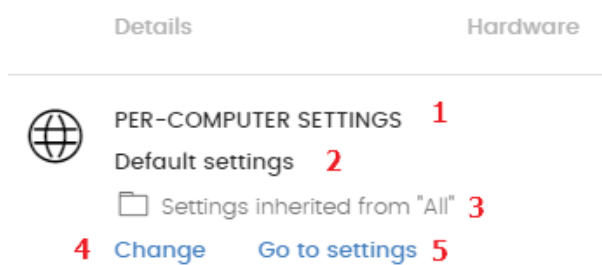 Details Hardware
PER-COMPUTER SETTINGS 1
Default settings 2
Settings inherited from "All" 3
4 Change Go to settings 5